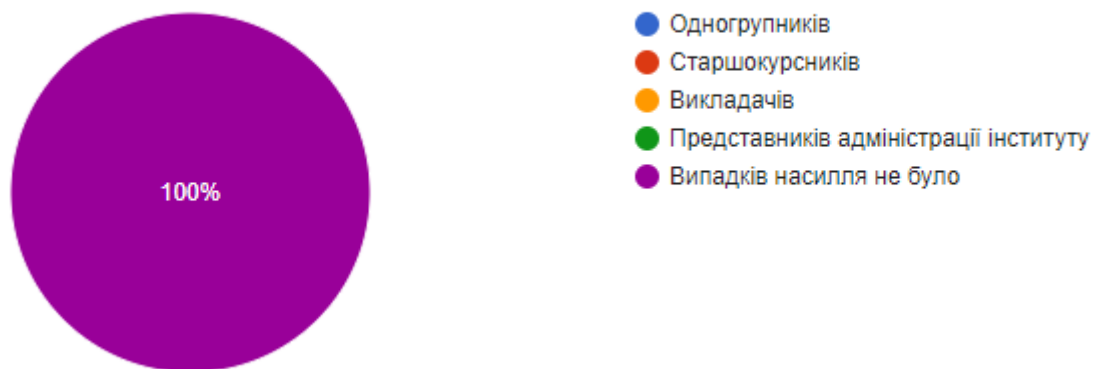 100%
Одногрупників
Старшокурсників
Викладачів
Представників адміністрації інституту
Випадків насилля не було